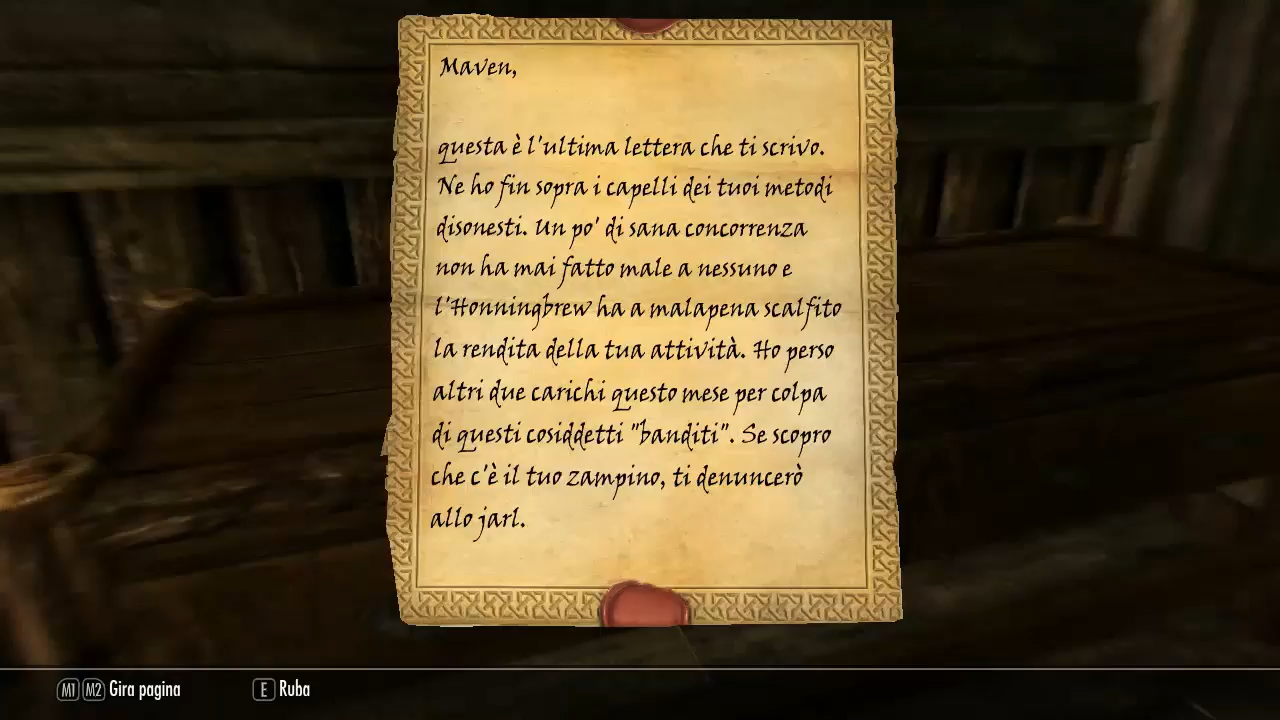 Maven,
questa è l'ultima lettera che ti scrivo.
Ne ho fin sopra i capelli dei tuoi metodi
disonesti. Un po' di sana concorrenza
non ha mai fatto male a nessuno e
l'Honningbrew ha a malapena scalfito
la rendita della tua attività. Ho perso
altri due carichi questo mese per colpa
di questi cosiddetti "banditi". Se scopro
che c'è il tuo zampino, ti denuncerò
allo jarl.
M1 M2 Gira pagina E Ruba